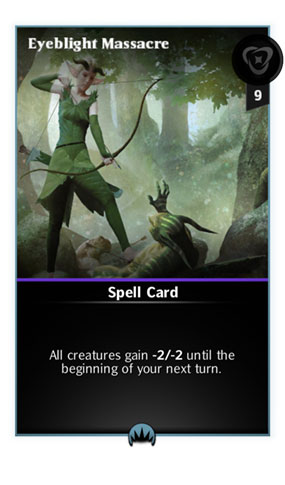 Eyeblight Massacre
9
Spell Card
All creatures gain -2/-2 until the
beginning of your next turn.